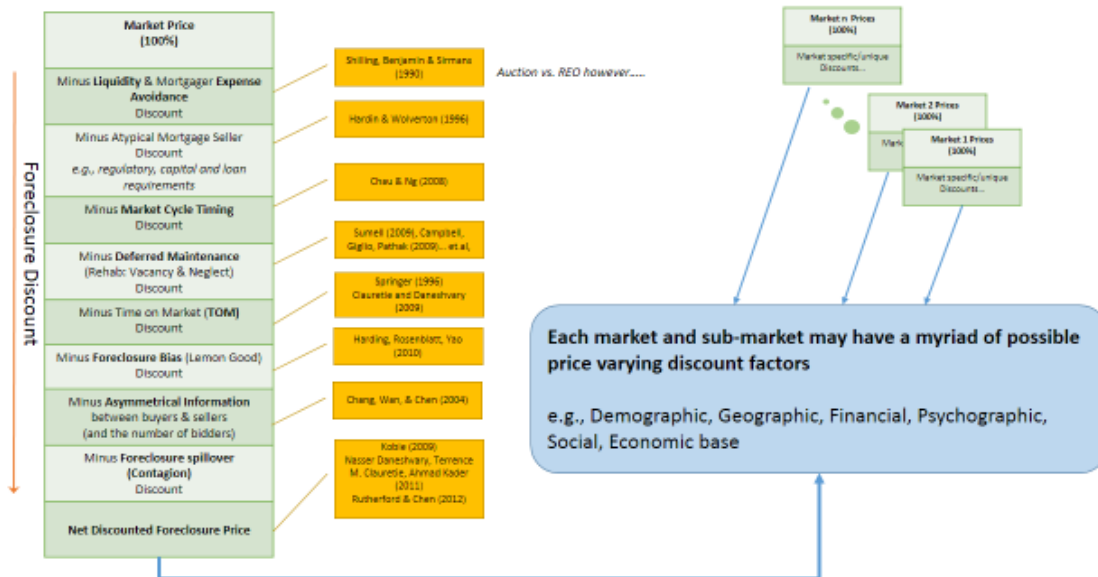 Market Price
(100%)
Minus Liquidity & Mortgager Expense
Avoidance
Discount
Minus Atypical Mortgage Seller
Discount
e.g., regulatory, capital and loan
requirements
Minus Market Cycle Timing
Discount
Minus Deferred Maintenance
(Rehab: Vacancy & Neglect)
Discount
Minus Time on Market (TOM)
Discount
Minus Foreclosure Bias (Lemon Good)
Discount
Minus Asymmetrical Information
between buyers & sellers
(and the number of bidders)
Minus Foreclosure spillover
(Contagion)
Discount
Net Discounted Foreclosure Price
Foreclosure Discount
Shilling, Benjamin & Sirmans
(1990)
Hardin & Wolverton (1996)
Chau & Ng (2008)
Sumell (2009), Campbell,
Giglio, Pathak (2009)... et al,
Springer (1996)
Clauretie and Daneshvary
(2009)
Harding, Rosenblatt, Yao
(2010)
Chang, Wan, & Chen (2004)
Kobie (2009)
Nasser Daneshvary, Terrence
M. Clauretie, Ahmad Kader
(2011)
Rutherford & Chen (2012)
Auction vs. REO however.....
Market n Prices
(100%)
Market specific/unique
Discounts...
Market 2 Prices
(100%)
Market 1 Prices
(100%)
Market specific/unique
Discounts...
Each market and sub-market may have a myriad of possible
price varying discount factors
e.g., Demographic, Geographic, Financial, Psychographic,
Social, Economic base